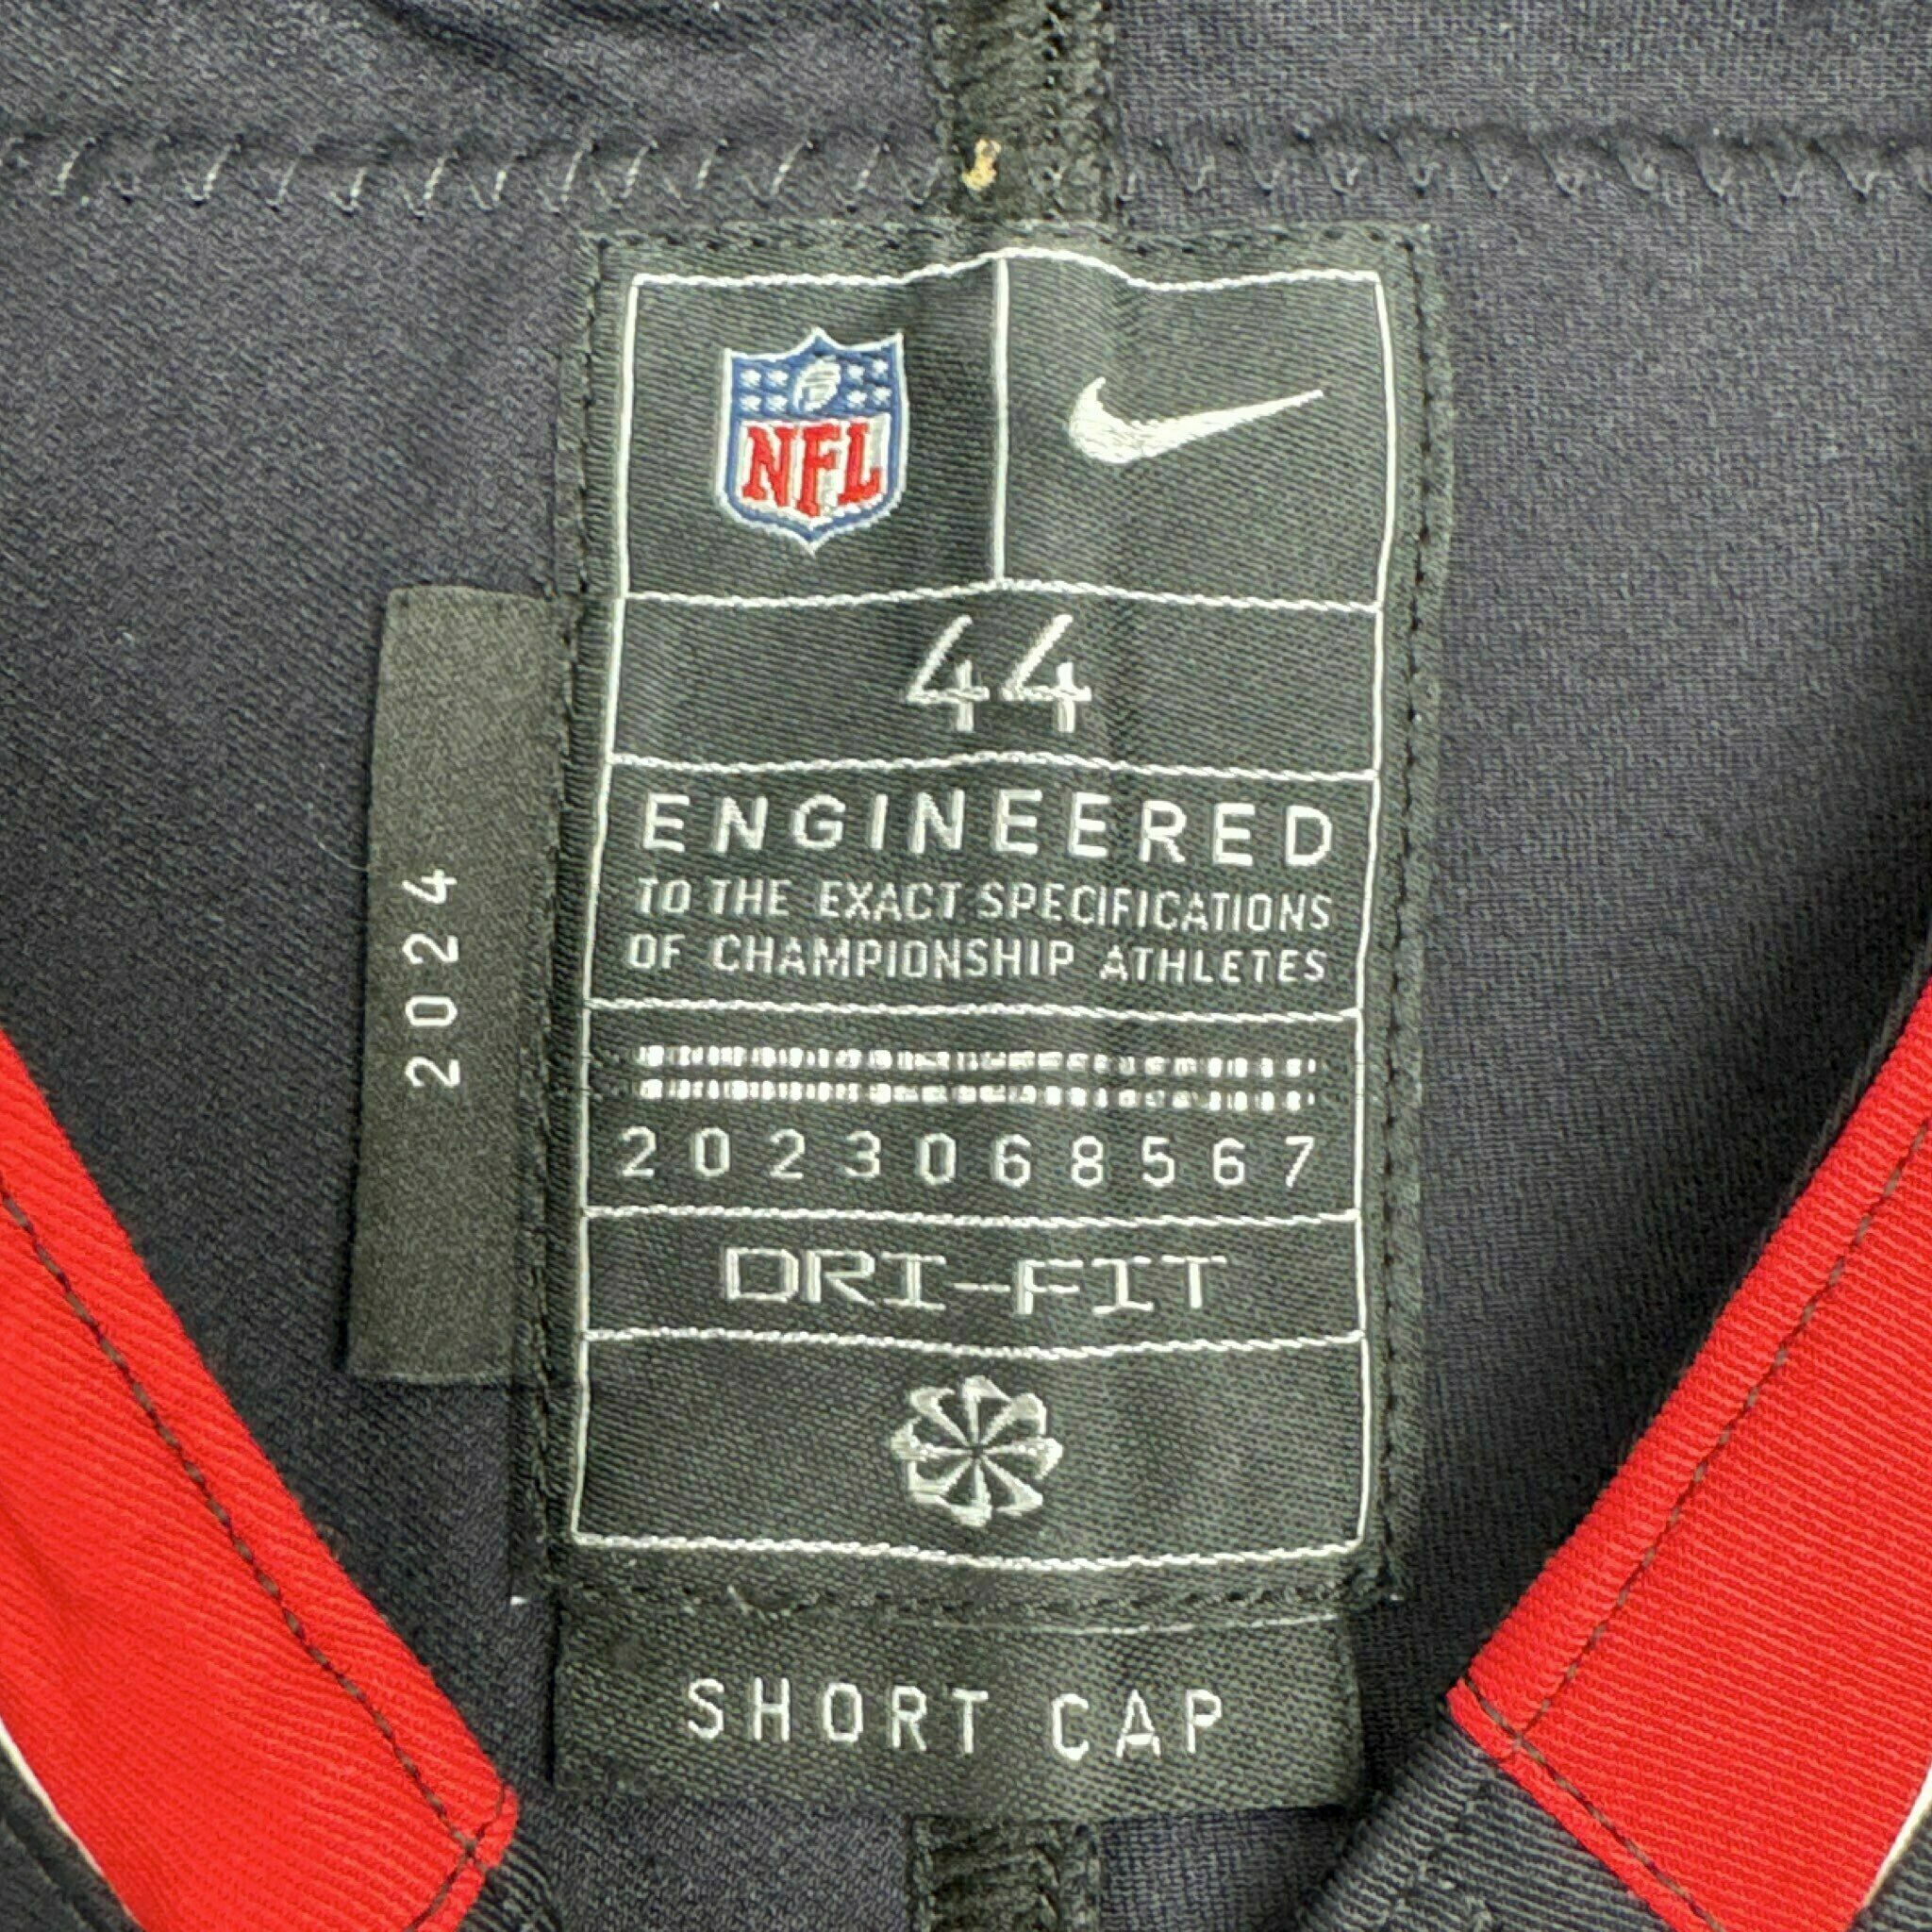 NFL
44
2024
ENGINEERED
TO THE EXACT SPECIFICATIONS
OF CHAMPIONSHIP ATHLETES
2023068567
DRI-FIT
SHORT CAP